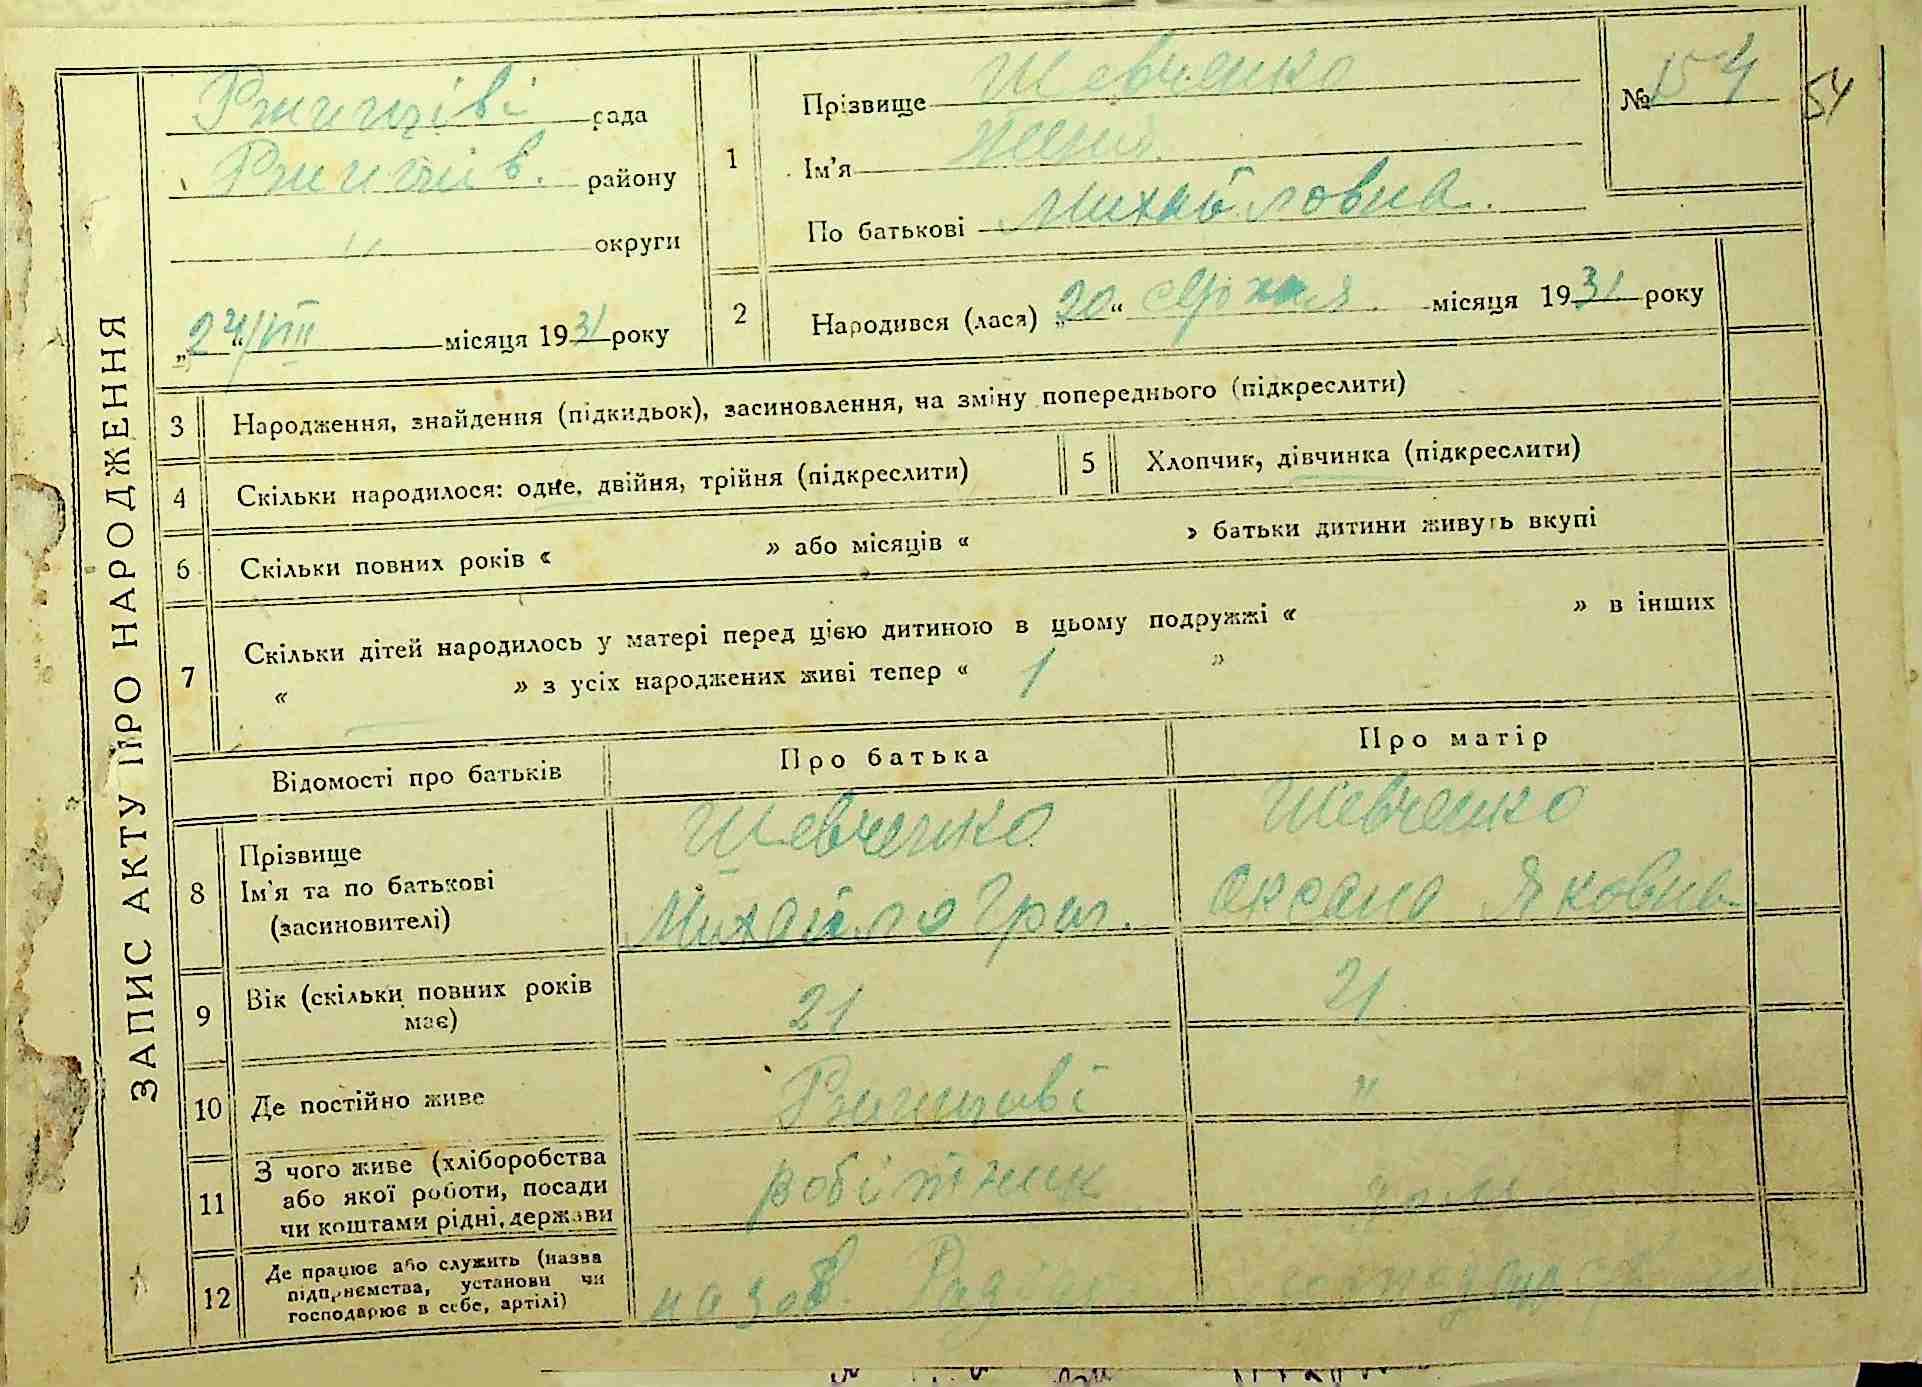 ЗАПИС АКТУ ПРО НАРОДЖЕННЯ
Ржищіві рада
Ржищів. району
" округи
„24/VIII“ місяця 1931 року
1
Прізвище Шевченко
Ім'я Женя
По батькові Михайловна.
№ 154
54
2 Народився (лася) „20“ серпня місяця 1931 року
3 Народження, знайдення (підкидьок), засиновлення, на зміну попереднього (підкреслити)
4 Скільки народилося: одне, двійня, трійня (підкреслити)
5 Хлопчик, дівчинка (підкреслити)
6 Скільки повних років « » або місяців « » батьки дитини живуть вкупі
7 Скільки дітей народилось у матері перед цією дитиною в цьому подружжі « » в інших
« » з усіх народжених живі тепер « 1 »
Відомості про батьків Про батька Про матір
8 Прізвище Шевченко Шевченко
Ім'я та по батькові Михайло Григ. Оксана Яковна
(засиновителі)
9 Вік (скільки повних років 21 21
має)
10 Де постійно живе Ржищові "
11 З чого живе (хліборобства робітник
або якої роботи, посади
чи коштами рідні, держави
12 Де працює або служить (назва
підприємства, установи чи
господарює в себе, артілі)